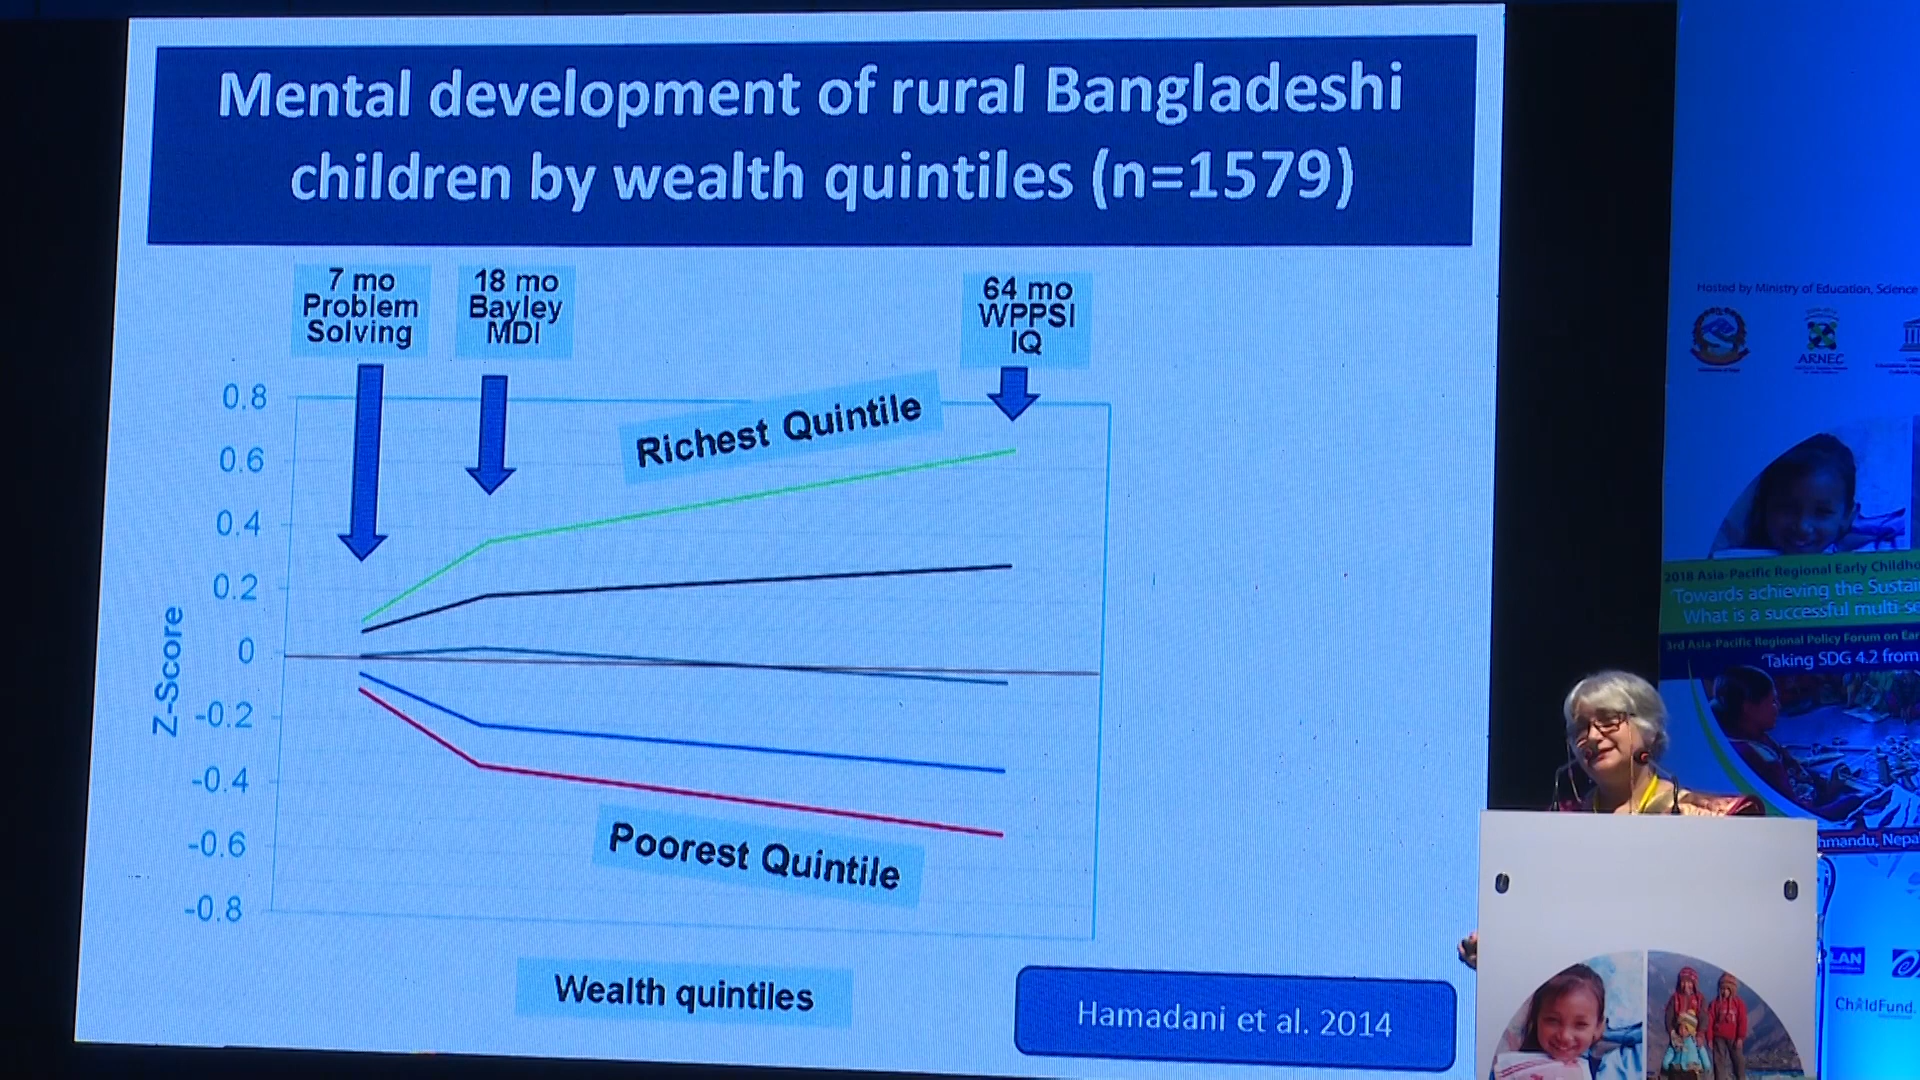 Mental development of rural Bangladeshi
children by wealth quintiles (n=1579)
7 mo
Problem
Solving
18 mo
Bayley
MDI
64 mo
WPPSI
IQ
0.8
0.6
0.4
0.2
0
-0.2
-0.4
-0.6
-0.8
Z-Score
Richest Quintile
Poorest Quintile
Wealth quintiles
Hamadani et al. 2014
Hosted by Ministry of Education, Science
ARNEC
2018 Asia-Pacific Regional Early Childho
Towards achieving the Sustai
What is a successful multi-se
3rd Asia-Pacific Regional Policy Forum on Ear
'Taking SDG 4.2 from
hmandu, Nepa
LAN
ChildFund.